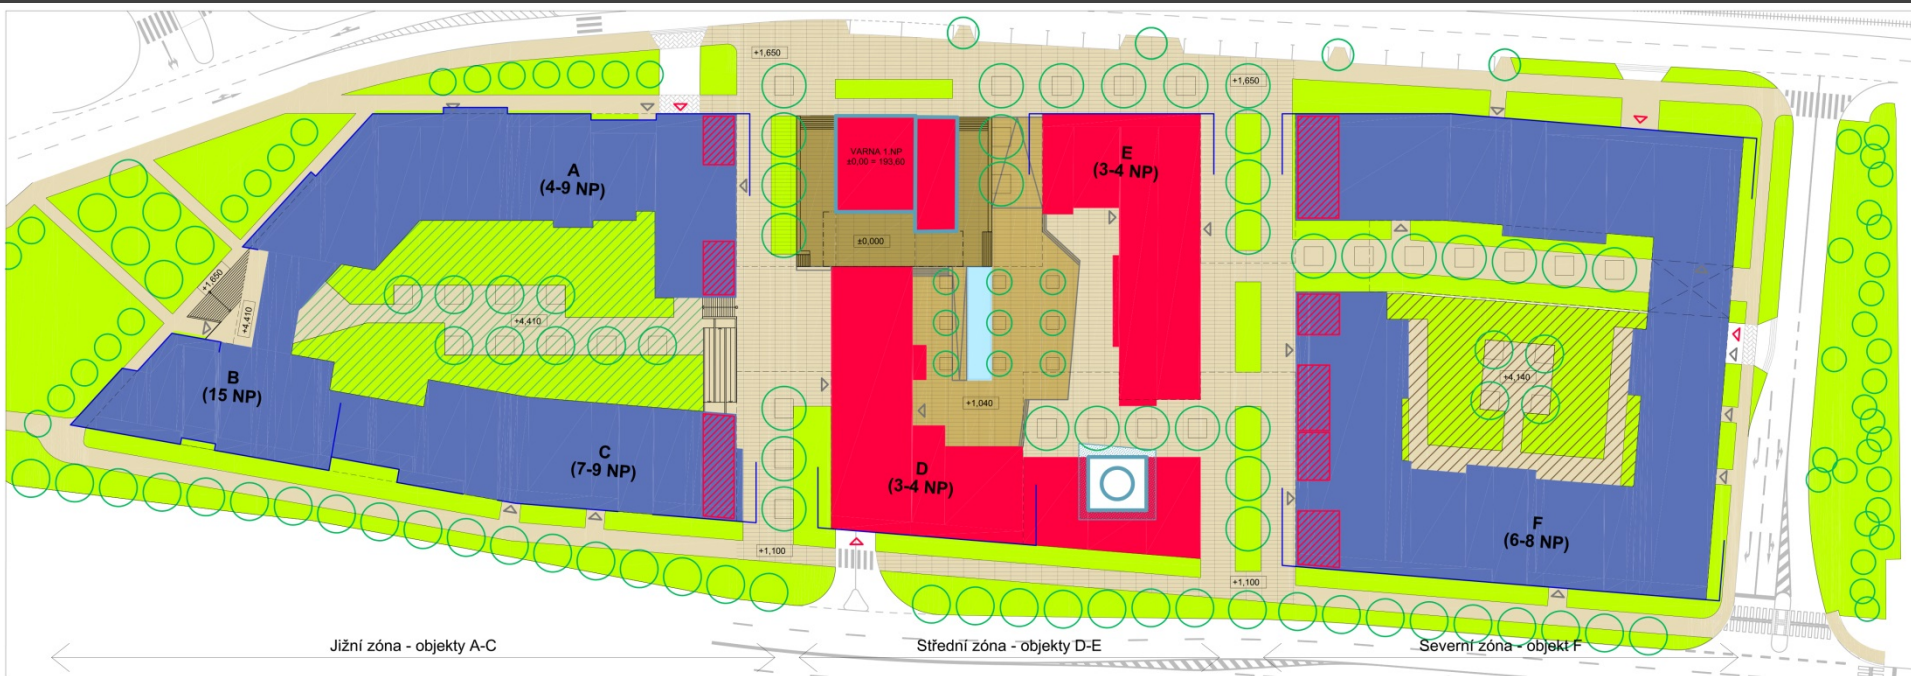 +1,650
+1,650
VARNA 1.NP
±0,00 = 193,60
A
(4-9 NP)
E
(3-4 NP)
±0,000
+1,650
+4,410
+4,410
+4,140
B
(15 NP)
+1,040
C
(7-9 NP)
D
(3-4 NP)
F
(6-8 NP)
+1,100
+1,100
Jižní zóna - objekty A-C
Střední zóna - objekty D-E
Severní zóna - objekt F